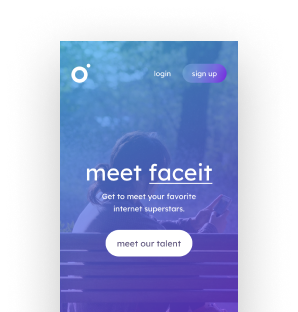 login sign up
meet faceit
Get to meet your favorite
internet superstars.
meet our talent